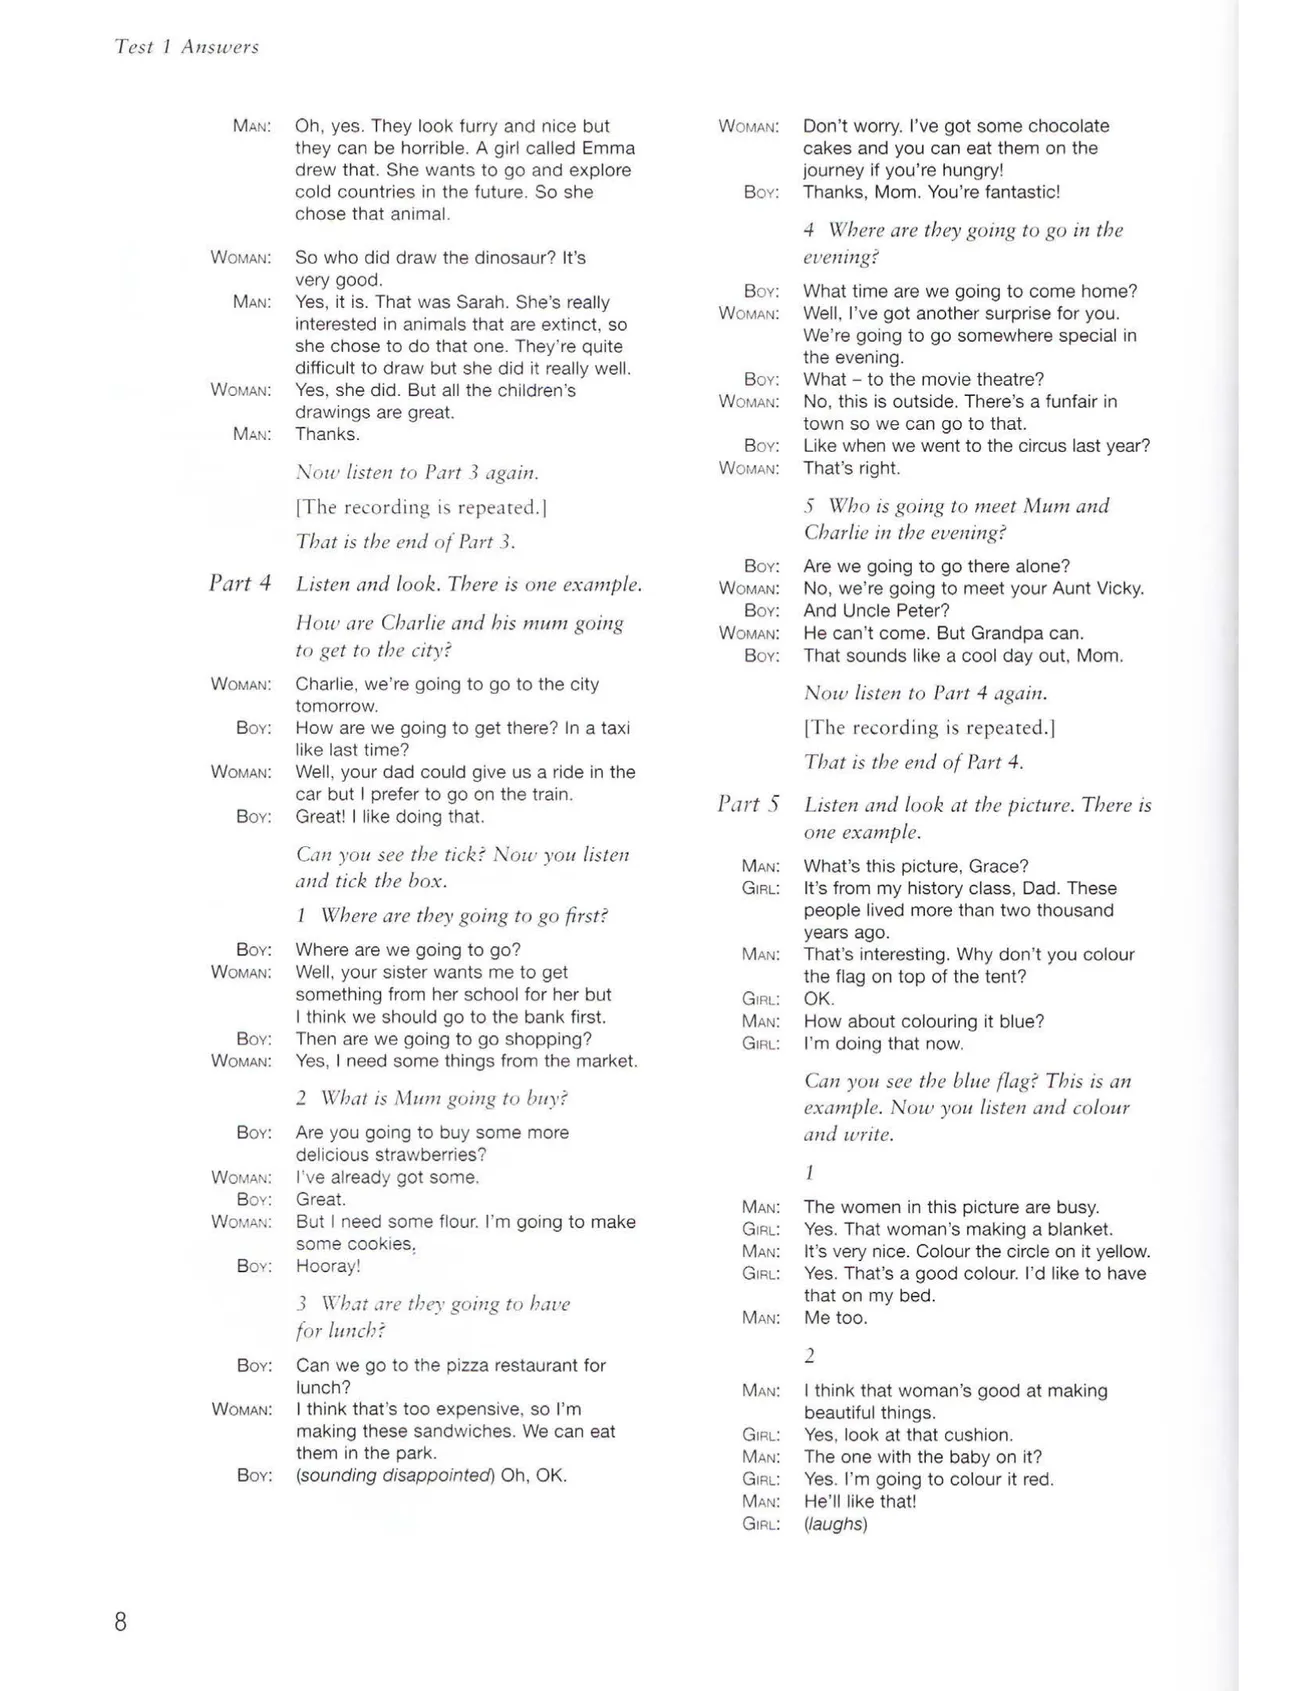 Test 1 Answers
MAN: Oh, yes. They look furry and nice but
they can be horrible. A girl called Emma
drew that. She wants to go and explore
cold countries in the future. So she
chose that animal.
WOMAN: So who did draw the dinosaur? It's
very good.
MAN: Yes, it is. That was Sarah. She's really
interested in animals that are extinct, so
she chose to do that one. They're quite
difficult to draw but she did it really well.
WOMAN: Yes, she did. But all the children's
drawings are great.
MAN: Thanks.
Now listen to Part 3 again.
[The recording is repeated.]
That is the end of Part 3.
Part 4 Listen and look. There is one example.
How are Charlie and his mum going
to get to the city?
WOMAN: Charlie, we're going to go to the city
tomorrow.
BOY: How are we going to get there? In a taxi
like last time?
WOMAN: Well, your dad could give us a ride in the
car but I prefer to go on the train.
BOY: Great! I like doing that.
Can you see the tick? Now you listen
and tick the box.
1 Where are they going to go first?
BOY: Where are we going to go?
WOMAN: Well, your sister wants me to get
something from her school for her but
I think we should go to the bank first.
BOY: Then are we going to go shopping?
WOMAN: Yes, I need some things from the market.
2 What is Mum going to buy?
BOY: Are you going to buy some more
delicious strawberries?
WOMAN: I've already got some.
BOY: Great.
WOMAN: But I need some flour. I'm going to make
some cookies.
BOY: Hooray!
3 What are they going to have
for lunch?
BOY: Can we go to the pizza restaurant for
lunch?
WOMAN: I think that's too expensive, so I'm
making these sandwiches. We can eat
them in the park.
BOY: (sounding disappointed) Oh, OK.
WOMAN: Don't worry. I've got some chocolate
cakes and you can eat them on the
journey if you're hungry!
BOY: Thanks, Mom. You're fantastic!
4 Where are they going to go in the
evening?
BOY: What time are we going to come home?
WOMAN: Well, I've got another surprise for you.
We're going to go somewhere special in
the evening.
BOY: What – to the movie theatre?
WOMAN: No, this is outside. There's a funfair in
town so we can go to that.
BOY: Like when we went to the circus last year?
WOMAN: That's right.
5 Who is going to meet Mum and
Charlie in the evening?
BOY: Are we going to go there alone?
WOMAN: No, we're going to meet your Aunt Vicky.
BOY: And Uncle Peter?
WOMAN: He can't come. But Grandpa can.
BOY: That sounds like a cool day out, Mom.
Now listen to Part 4 again.
[The recording is repeated.]
That is the end of Part 4.
Part 5 Listen and look at the picture. There is
one example.
MAN: What's this picture, Grace?
GIRL: It's from my history class, Dad. These
people lived more than two thousand
years ago.
MAN: That's interesting. Why don't you colour
the flag on top of the tent?
GIRL: OK.
MAN: How about colouring it blue?
GIRL: I'm doing that now.
Can you see the blue flag? This is an
example. Now you listen and colour
and write.
1
MAN: The women in this picture are busy.
GIRL: Yes. That woman's making a blanket.
MAN: It's very nice. Colour the circle on it yellow.
GIRL: Yes. That's a good colour. I'd like to have
that on my bed.
MAN: Me too.
2
MAN: I think that woman's good at making
beautiful things.
GIRL: Yes, look at that cushion.
MAN: The one with the baby on it?
GIRL: Yes. I'm going to colour it red.
MAN: He'll like that!
GIRL: (laughs)
8